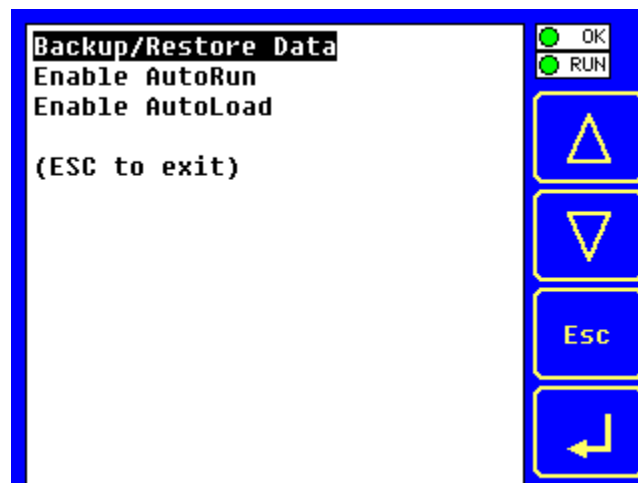 Backup/Restore Data
Enable AutoRun
Enable AutoLoad
(ESC to exit)
OK
RUN
Esc